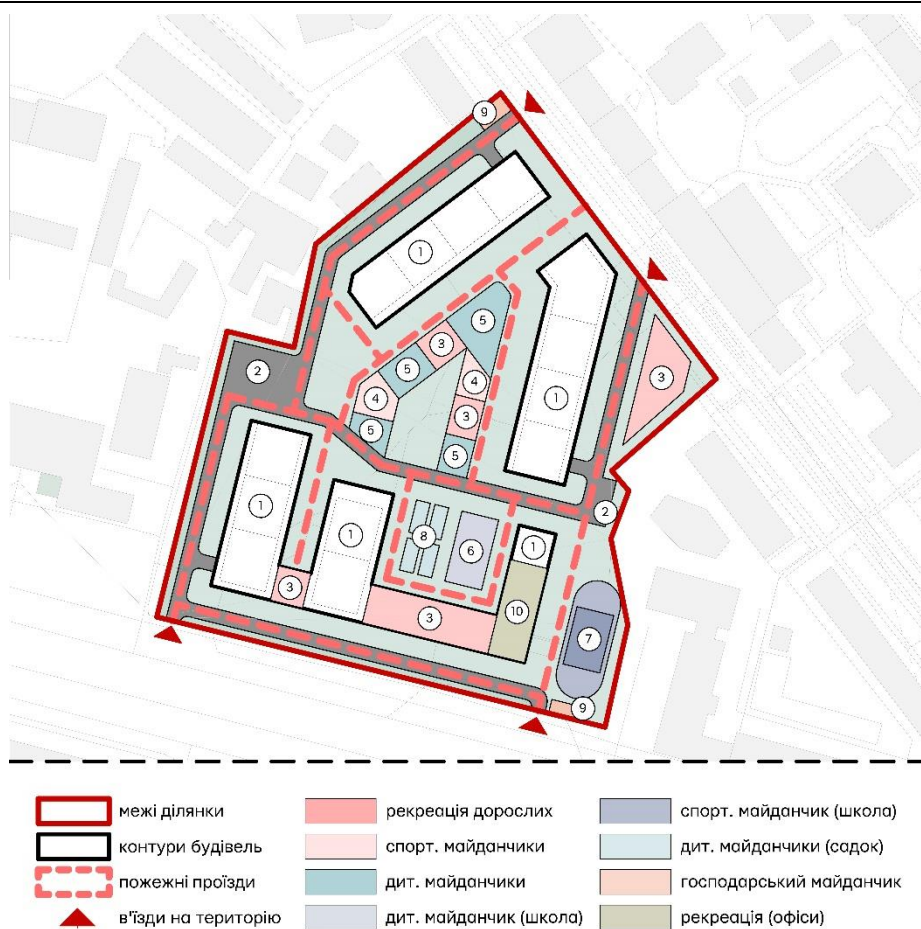 9
1
5
3
5
3
4
4
1
2
3
5
5
1
1
8
6
1
2
3
3
10
7
9
межі ділянки
контури будівель
пожежні проїзди
в'їзди на територію
рекреація дорослих
спорт. майданчики
дит. майданчики
дит. майданчик (школа)
спорт. майданчик (школа)
дит. майданчики (садок)
господарський майданчик
рекреація (офіси)